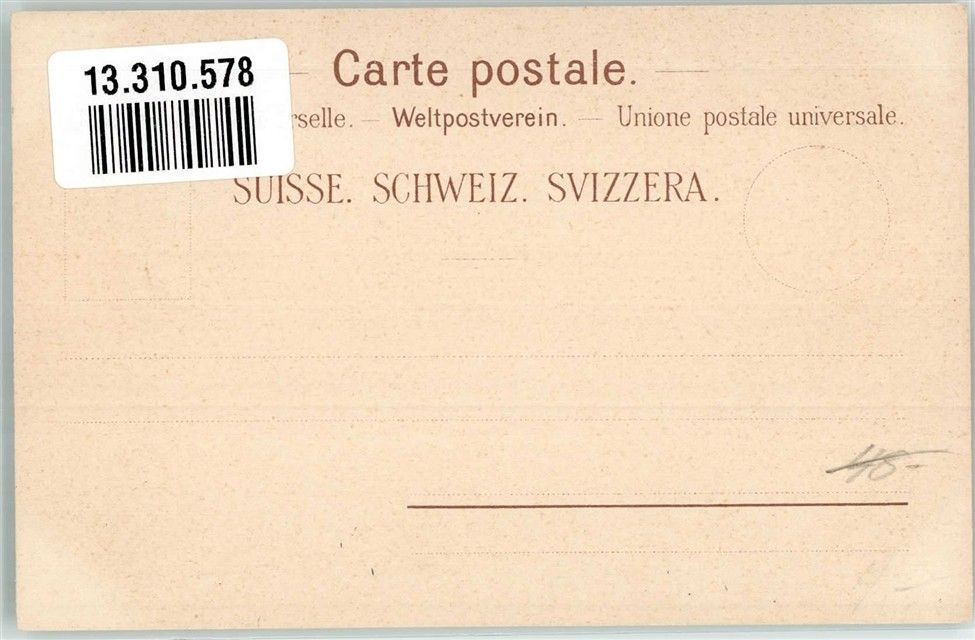 13.310.578
Carte postale.
rselle. — Weltpostverein. — Unione postale universale.
SUISSE. SCHWEIZ. SVIZZERA.